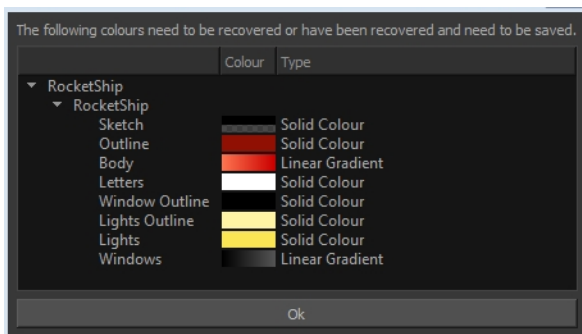 The following colours need to be recovered or have been recovered and need to be saved.
Colour Type
RocketShip
RocketShip
Sketch Solid Colour
Outline Solid Colour
Body Linear Gradient
Letters Solid Colour
Window Outline Solid Colour
Lights Outline Solid Colour
Lights Solid Colour
Windows Linear Gradient
Ok